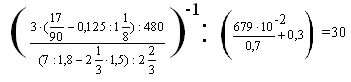 (3·(17/90 − 0,125 : 1 1/8) : 480 / (7 : 1,8 − 2 1/3 · 1,5) : 2 2/3)^-1 : (679 · 10^-2 / 0,7 + 0,3) = 30